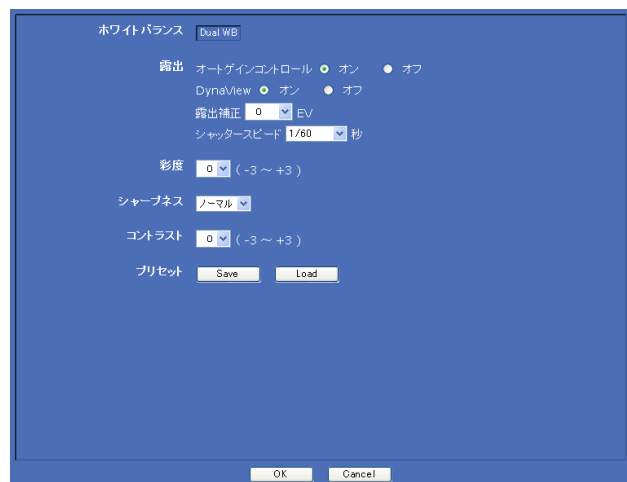 ホワイトバランス Dual WB
露出 オートゲインコントロール オン オフ
DynaView オン オフ
露出補正 0 EV
シャッタースピード 1/60 秒
彩度 0 ( -3 ～ +3 )
シャープネス ノーマル
コントラスト 0 ( -3 ～ +3 )
プリセット Save Load
OK Cancel